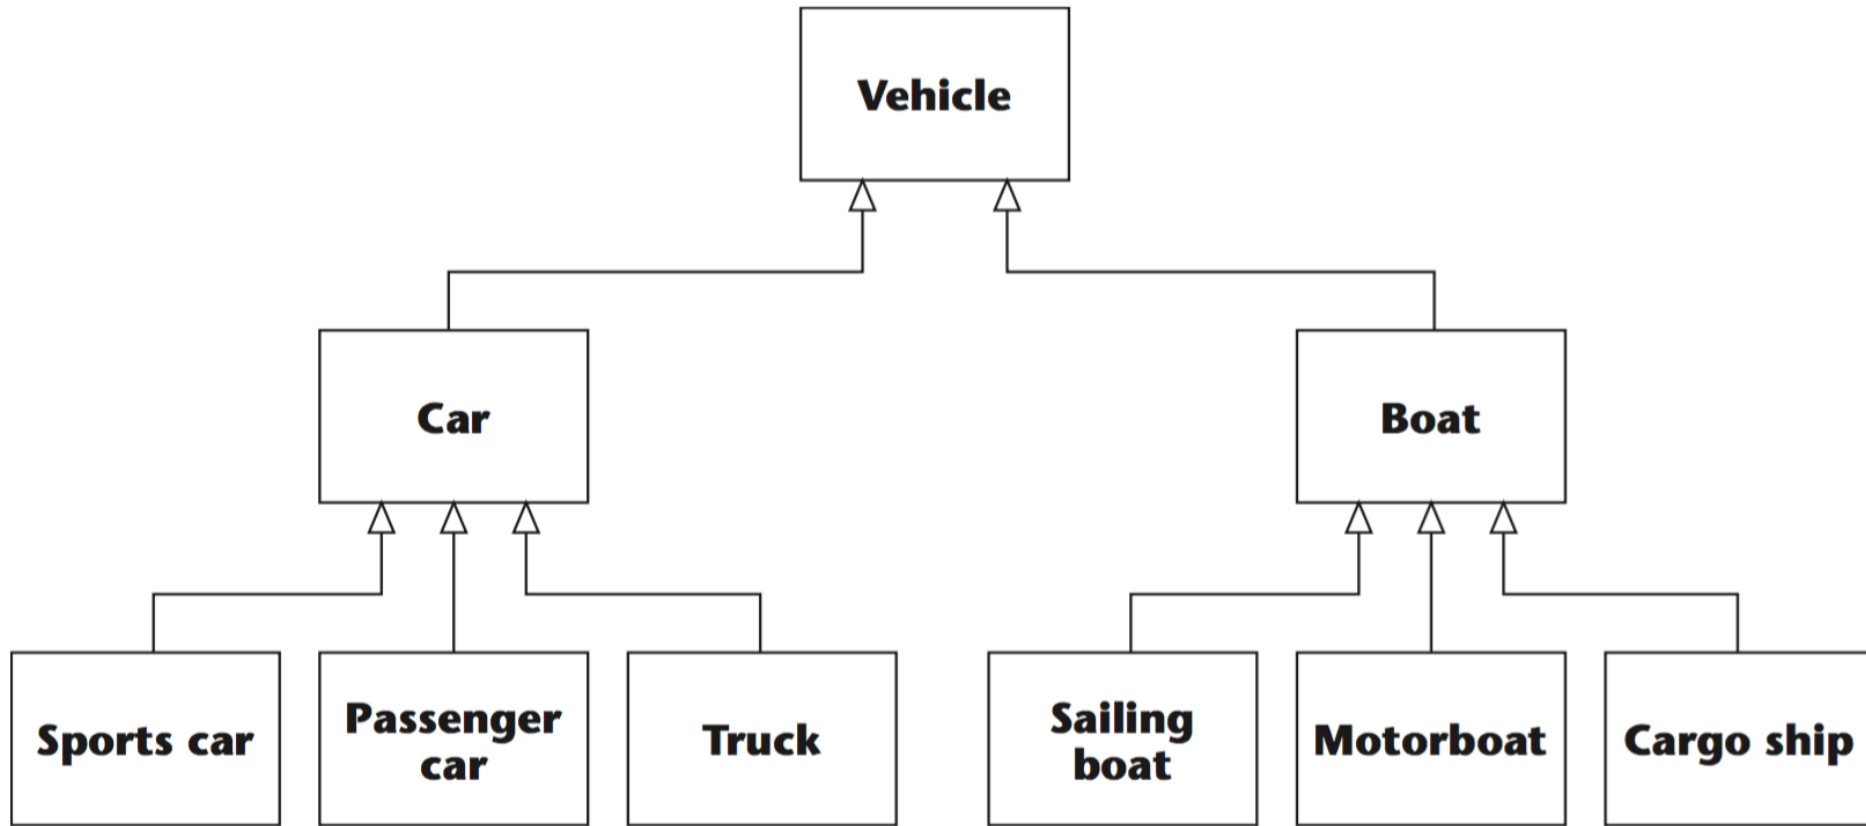 Vehicle
Car
Boat
Sports car
Passenger
car
Truck
Sailing
boat
Motorboat
Cargo ship